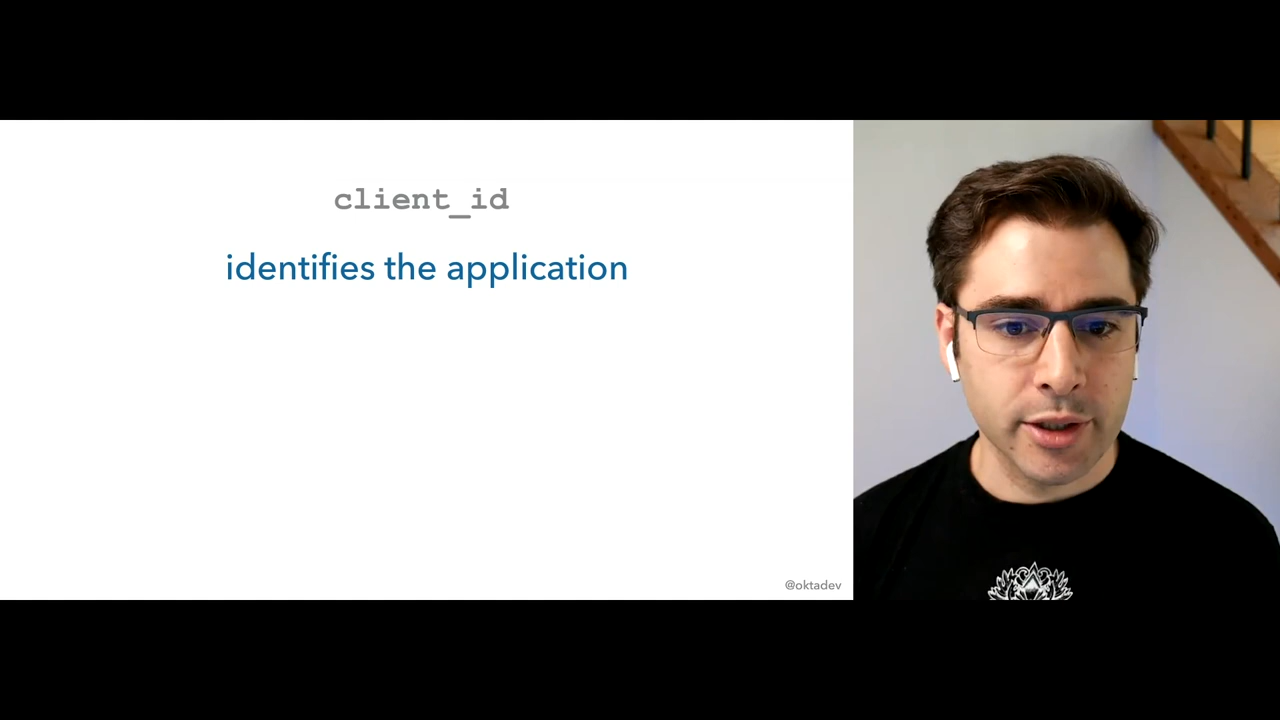 client_id
identifies the application
@oktadev